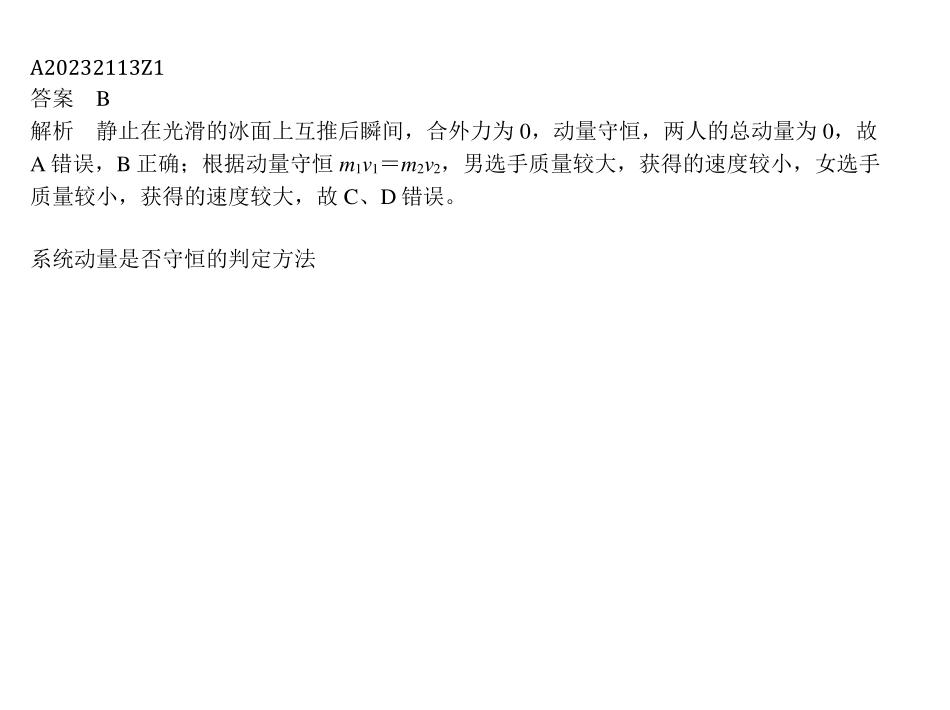 A20232113Z1
答案　B
解析　静止在光滑的冰面上互推后瞬间，合外力为 0，动量守恒，两人的总动量为 0，故
A 错误，B 正确；根据动量守恒 m₁v₁＝m₂v₂，男选手质量较大，获得的速度较小，女选手
质量较小，获得的速度较大，故 C、D 错误。
系统动量是否守恒的判定方法